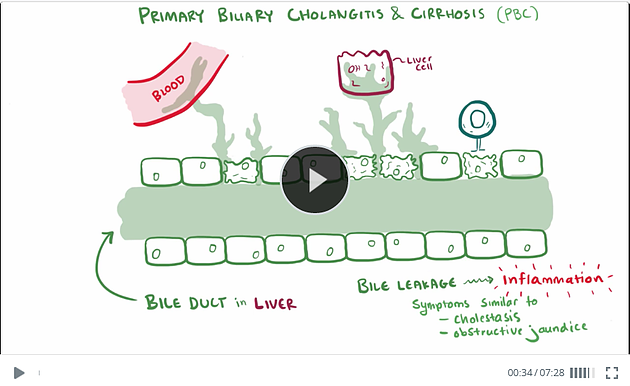 PRIMARY BILIARY CHOLANGITIS & CIRRHOSIS (PBC)
BLOOD
LIVER
CELL
BILE DUCT in LIVER
BILE LEAKAGE
Inflammation
Symptoms similar to
- cholestasis
- obstructive jaundice
00:34/07:28